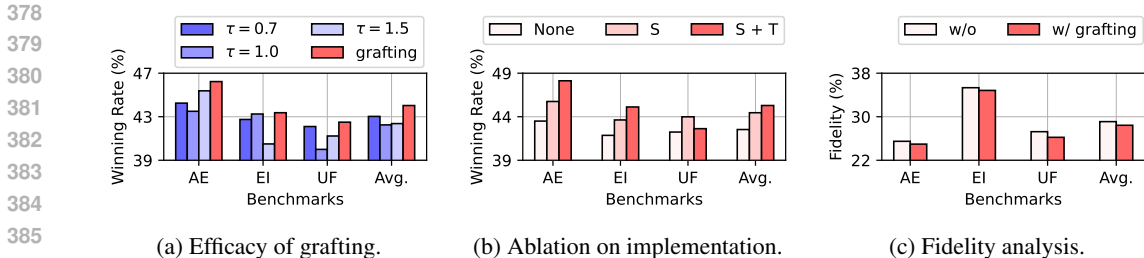 378
379
380
381
382
383
384
385
τ = 0.7
τ = 1.5
τ = 1.0
grafting
Winning Rate (%)
47
43
39
AE
EI
UF
Avg.
Benchmarks
(a) Efficacy of grafting.
None
S
S + T
Winning Rate (%)
49
44
39
AE
EI
UF
Avg.
Benchmarks
(b) Ablation on implementation.
w/o
w/ grafting
Fidelity (%)
38
30
22
AE
EI
UF
Avg.
Benchmarks
(c) Fidelity analysis.